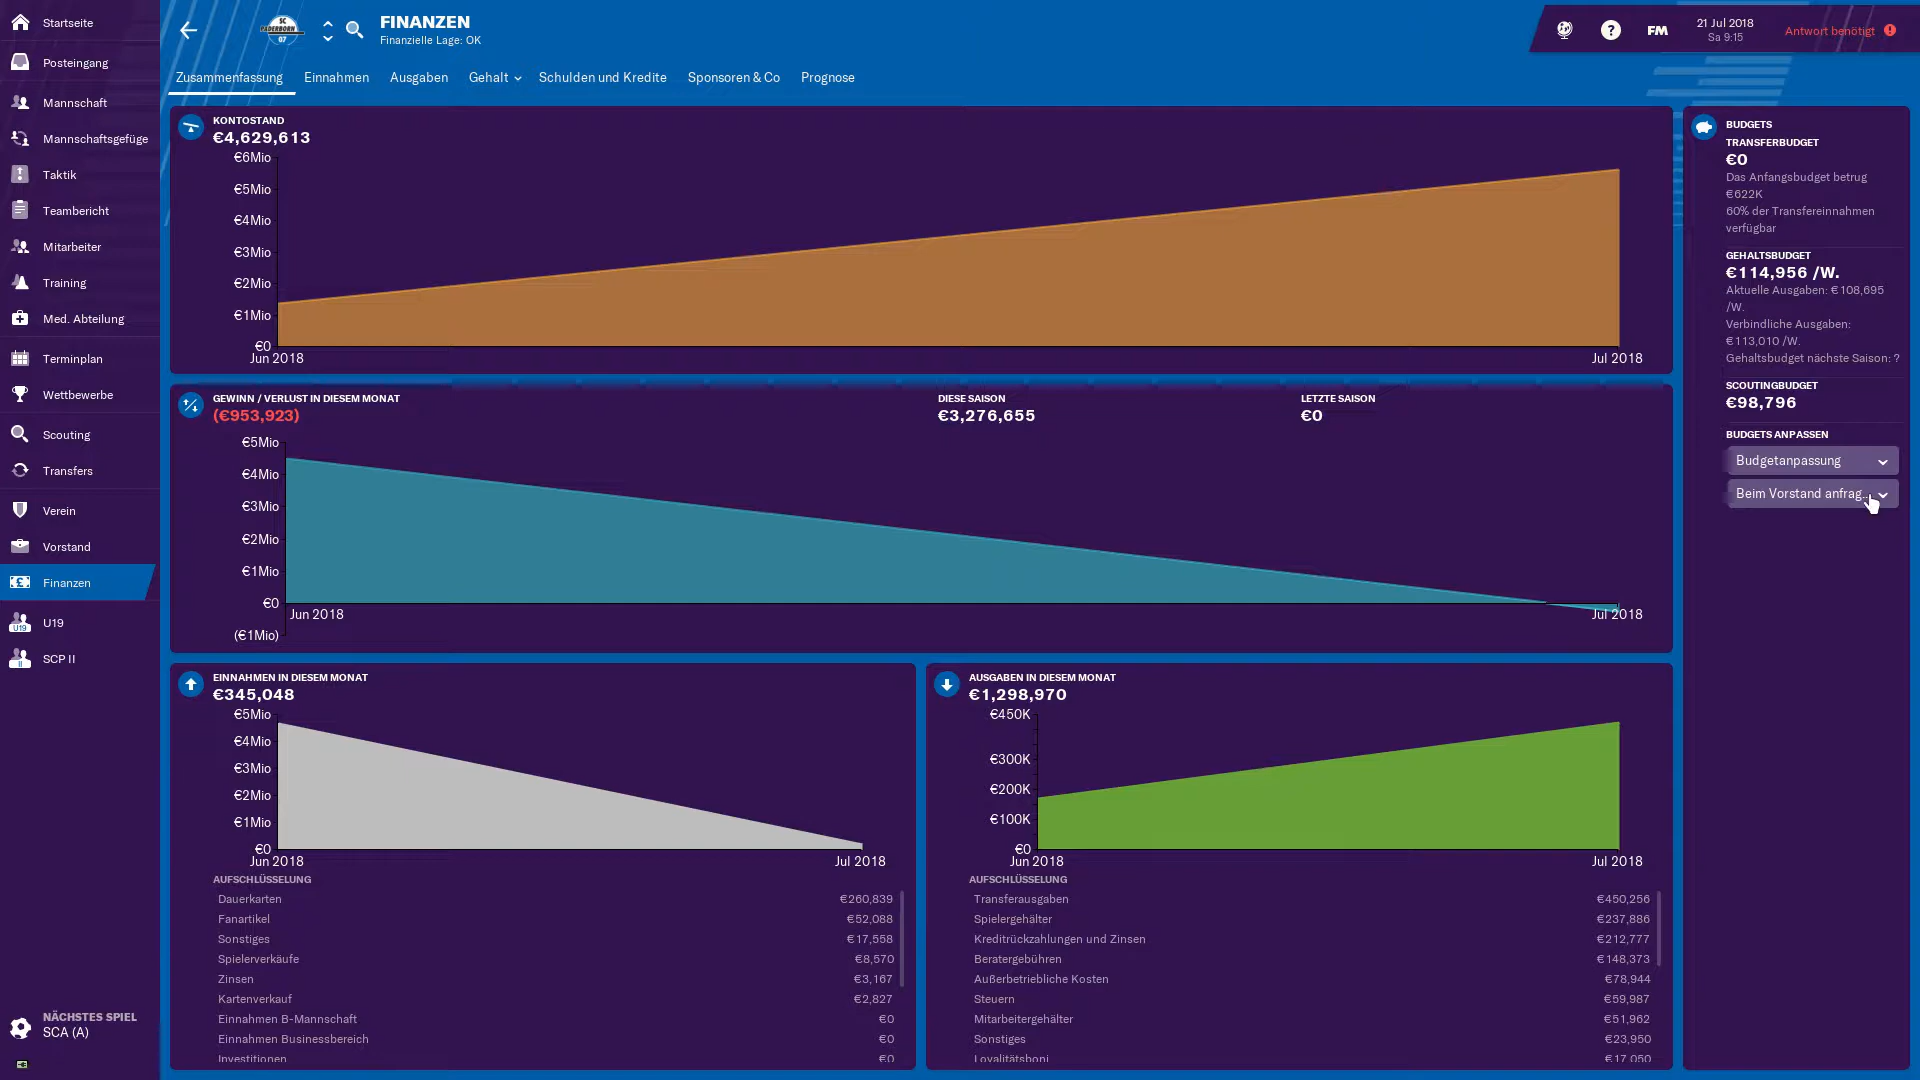 Startseite
Posteingang
Mannschaft
Mannschaftsgefüge
Taktik
Teambericht
Mitarbeiter
Training
Med. Abteilung
Terminplan
Wettbewerbe
Scouting
Transfers
Verein
Vorstand
Finanzen
U19
U19
II
SCP II
NÄCHSTES SPIEL
SCA (A)
SC
PADERBORN
07
FINANZEN
Finanzielle Lage: OK
?
FM
21 Jul 2018
Sa 9:15
Antwort benötigt
Zusammenfassung
Einnahmen
Ausgaben
Gehalt
Schulden und Kredite
Sponsoren & Co
Prognose
KONTOSTAND
€4,629,613
€6Mio
€5Mio
€4Mio
€3Mio
€2Mio
€1Mio
€0
Jun 2018
Jul 2018
GEWINN / VERLUST IN DIESEM MONAT
(€953,923)
DIESE SAISON
€3,276,655
LETZTE SAISON
€0
€5Mio
€4Mio
€3Mio
€2Mio
€1Mio
€0
(€1Mio)
Jun 2018
Jul 2018
EINNAHMEN IN DIESEM MONAT
€345,048
€5Mio
€4Mio
€3Mio
€2Mio
€1Mio
€0
Jun 2018
Jul 2018
AUFSCHLÜSSELUNG
Dauerkarten €260,839
Fanartikel €52,088
Sonstiges €17,558
Spielerverkäufe €8,570
Zinsen €3,167
Kartenverkauf €2,827
Einnahmen B-Mannschaft €0
Einnahmen Businessbereich €0
Investitionen €0
AUSGABEN IN DIESEM MONAT
€1,298,970
€450K
€300K
€200K
€100K
€0
Jun 2018
Jul 2018
AUFSCHLÜSSELUNG
Transferausgaben €450,256
Spielergehälter €237,886
Kreditrückzahlungen und Zinsen €212,777
Beratergebühren €148,373
Außerbetriebliche Kosten €78,944
Steuern €59,987
Mitarbeitergehälter €51,962
Sonstiges €23,950
Loyalitätsboni €17,050
BUDGETS
TRANSFERBUDGET
€0
Das Anfangsbudget betrug
€622K
60% der Transfereinnahmen
verfügbar
GEHALTSBUDGET
€114,956 /W.
Aktuelle Ausgaben: €108,695
/W.
Verbindliche Ausgaben:
€113,010 /W.
Gehaltsbudget nächste Saison: ?
SCOUTINGBUDGET
€98,796
BUDGETS ANPASSEN
Budgetanpassung
Beim Vorstand anfrag...